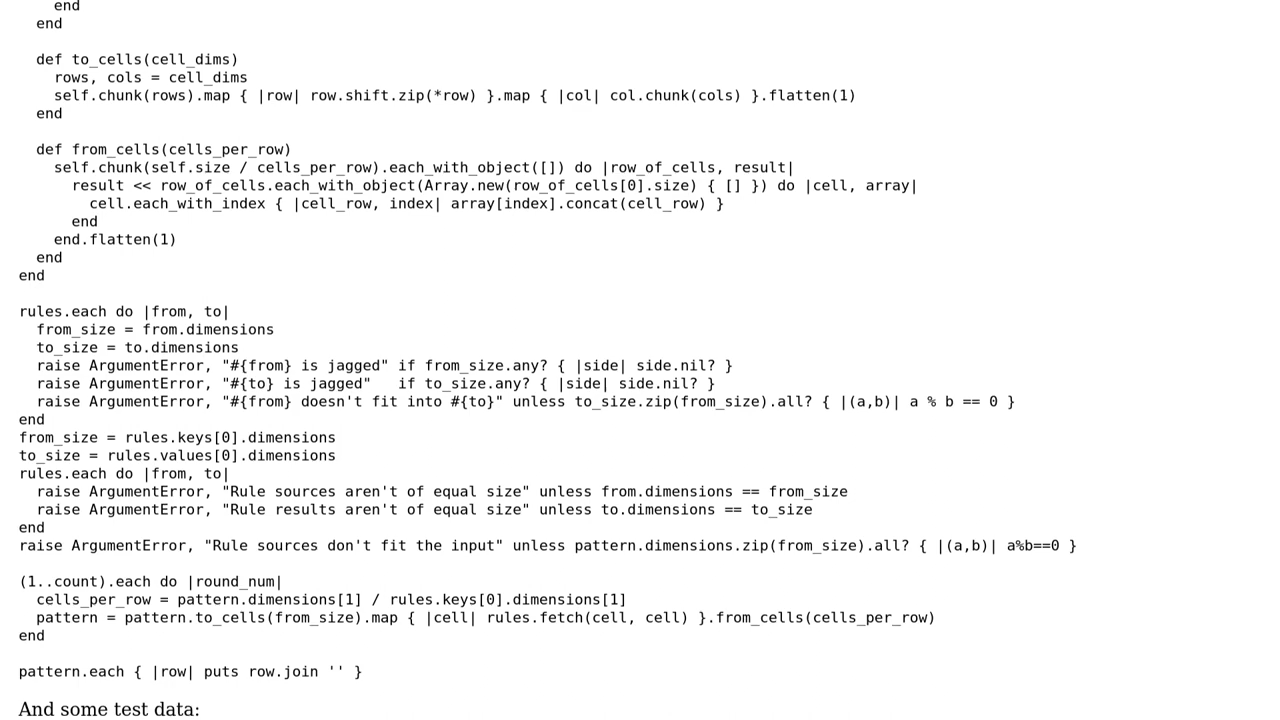 end
  end

  def to_cells(cell_dims)
    rows, cols = cell_dims
    self.chunk(rows).map { |row| row.shift.zip(*row) }.map { |col| col.chunk(cols) }.flatten(1)
  end

  def from_cells(cells_per_row)
    self.chunk(self.size / cells_per_row).each_with_object([]) do |row_of_cells, result|
      result << row_of_cells.each_with_object(Array.new(row_of_cells[0].size) { [] }) do |cell, array|
        cell.each_with_index { |cell_row, index| array[index].concat(cell_row) }
      end
    end.flatten(1)
  end
end

rules.each do |from, to|
  from_size = from.dimensions
  to_size = to.dimensions
  raise ArgumentError, "#{from} is jagged" if from_size.any? { |side| side.nil? }
  raise ArgumentError, "#{to} is jagged"   if to_size.any? { |side| side.nil? }
  raise ArgumentError, "#{from} doesn't fit into #{to}" unless to_size.zip(from_size).all? { |(a,b)| a % b == 0 }
end
from_size = rules.keys[0].dimensions
to_size = rules.values[0].dimensions
rules.each do |from, to|
  raise ArgumentError, "Rule sources aren't of equal size" unless from.dimensions == from_size
  raise ArgumentError, "Rule results aren't of equal size" unless to.dimensions == to_size
end
raise ArgumentError, "Rule sources don't fit the input" unless pattern.dimensions.zip(from_size).all? { |(a,b)| a%b==0 }

(1..count).each do |round_num|
  cells_per_row = pattern.dimensions[1] / rules.keys[0].dimensions[1]
  pattern = pattern.to_cells(from_size).map { |cell| rules.fetch(cell, cell) }.from_cells(cells_per_row)
end

pattern.each { |row| puts row.join '' }

And some test data: